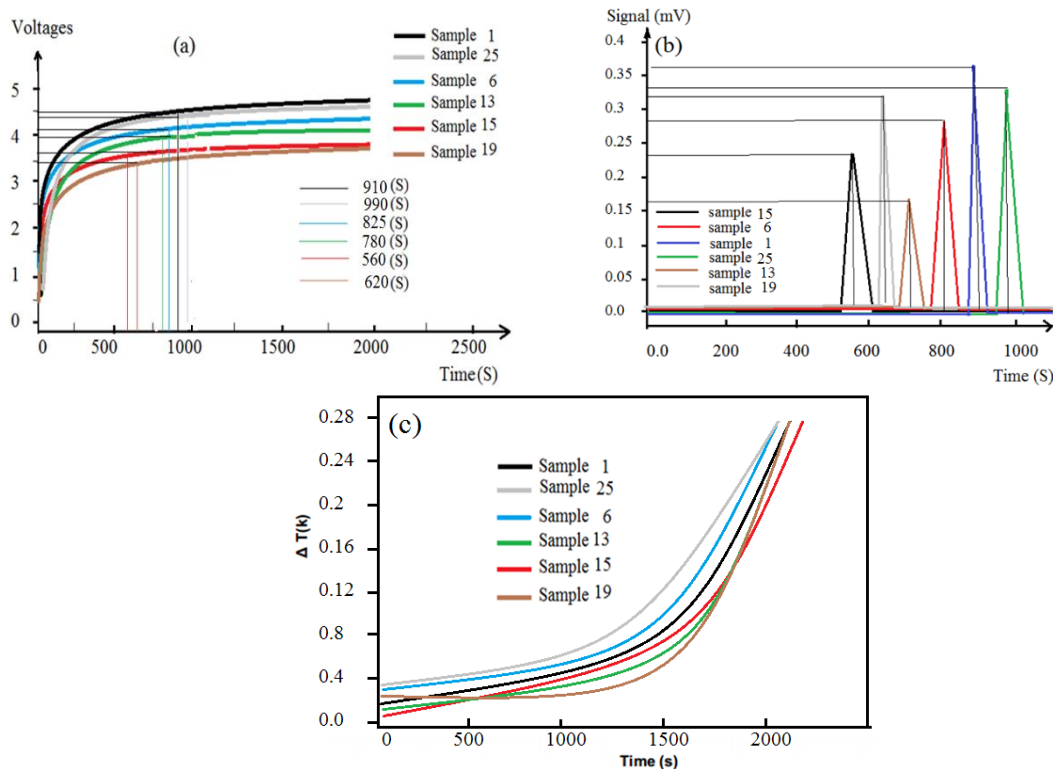 Voltages
(a)
5
4
3
2
1
0
0
500
1000
1500
2000
2500
Time(S)
Sample 1
Sample 25
Sample 6
Sample 13
Sample 15
Sample 19
910(S)
990(S)
825(S)
780(S)
560(S)
620(S)
Signal (mV)
(b)
0.4
0.35
0.3
0.25
0.2
0.15
0.1
0.05
0.0
0.0
200
400
600
800
1000
Time (S)
sample 15
sample 6
sample 1
sample 25
sample 13
sample 19
(c)
Δ T(k)
0.28
0.24
0.2
0.16
0.12
0.8
0.4
0.0
0
500
1000
1500
2000
Time (s)
Sample 1
Sample 25
Sample 6
Sample 13
Sample 15
Sample 19